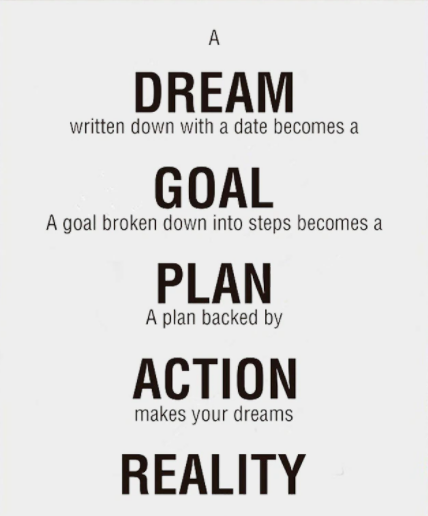 A
DREAM
written down with a date becomes a
GOAL
A goal broken down into steps becomes a
PLAN
A plan backed by
ACTION
makes your dreams
REALITY